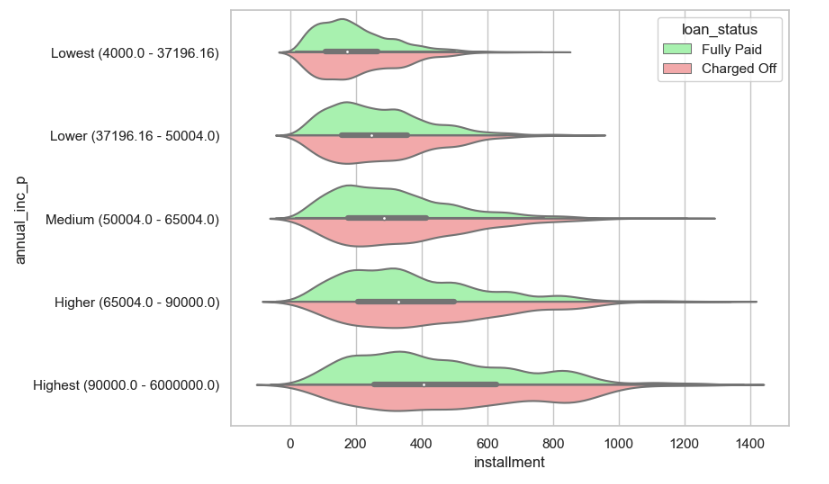 loan_status
Fully Paid
Charged Off
annual_inc_p
Lowest (4000.0 - 37196.16)
Lower (37196.16 - 50004.0)
Medium (50004.0 - 65004.0)
Higher (65004.0 - 90000.0)
Highest (90000.0 - 6000000.0)
0 200 400 600 800 1000 1200 1400
installment